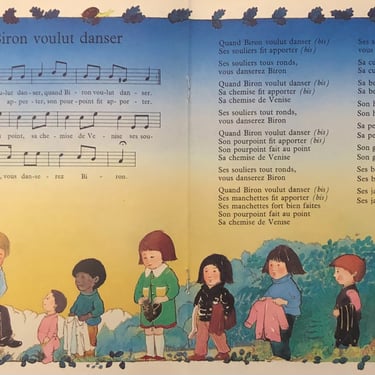 Biron voulut danser
ou-lut dan-ser, quand Bi - ron vou-lut dan - ser.
ap-por - ter, son pour-point fit ap-por - ter.
point, sa che - mise de Ve - nise ses sou-
, vous dan-se - rez Bi - ron.
Quand Biron voulut danser (bis)
Ses souliers fit apporter (bis)
Ses souliers tout ronds,
vous danserez Biron
Quand Biron voulut danser (bis)
Sa chemise fit apporter (bis)
Sa chemise de Venise
Ses souliers tout ronds,
vous danserez Biron
Quand Biron voulut danser (bis)
Son pourpoint fit apporter (bis)
Son pourpoint fait au point
Sa chemise de Venise
Ses souliers tout ronds,
vous danserez Biron
Quand Biron voulut danser (bis)
Ses manchettes fit apporter (bis)
Ses manchettes fort bien faites
Son pourpoint fait au point
Sa chemise de Venise